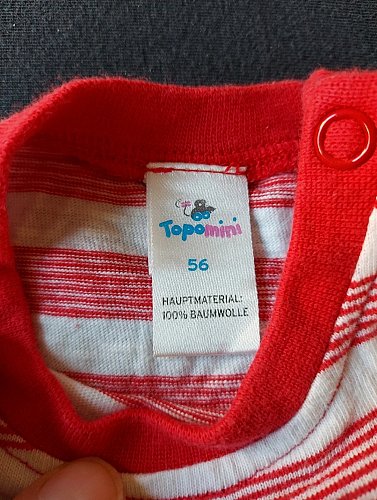 Topomini
56
HAUPTMATERIAL:
100% BAUMWOLLE